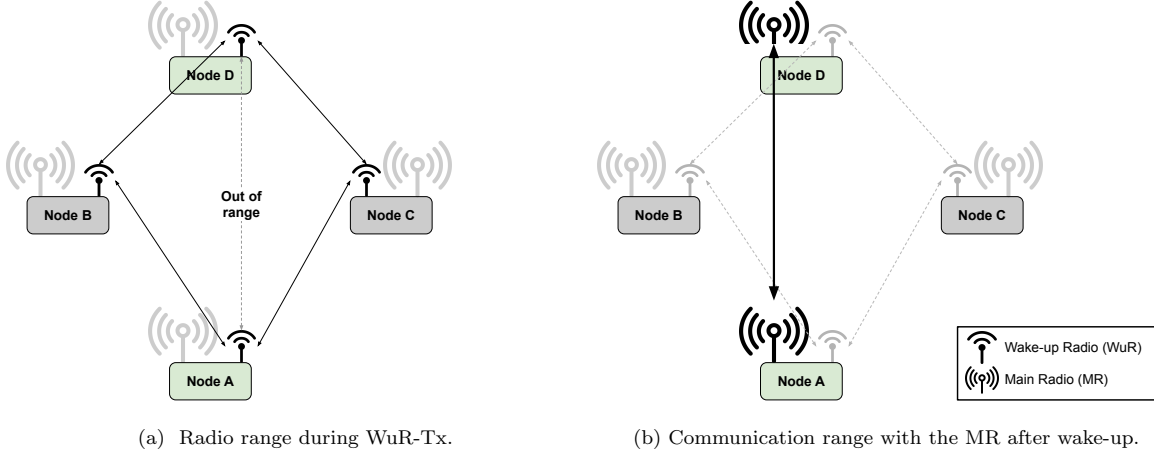 Node D
Node B
Out of
range
Node C
Node A
(a) Radio range during WuR-Tx.
Node D
Node B
Node C
Node A
Wake-up Radio (WuR)
Main Radio (MR)
(b) Communication range with the MR after wake-up.